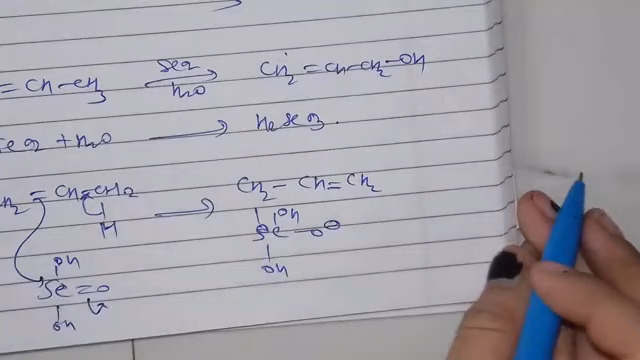 =CH-CH3 SeO2 / H2O → CH2=CH-CH2-OH
SeO2 + H2O → H2SeO3.
CH2=CH-CH2 → CH2-CH=CH2
H
OH
Se-O⊖
OH
OH
Se=O
OH